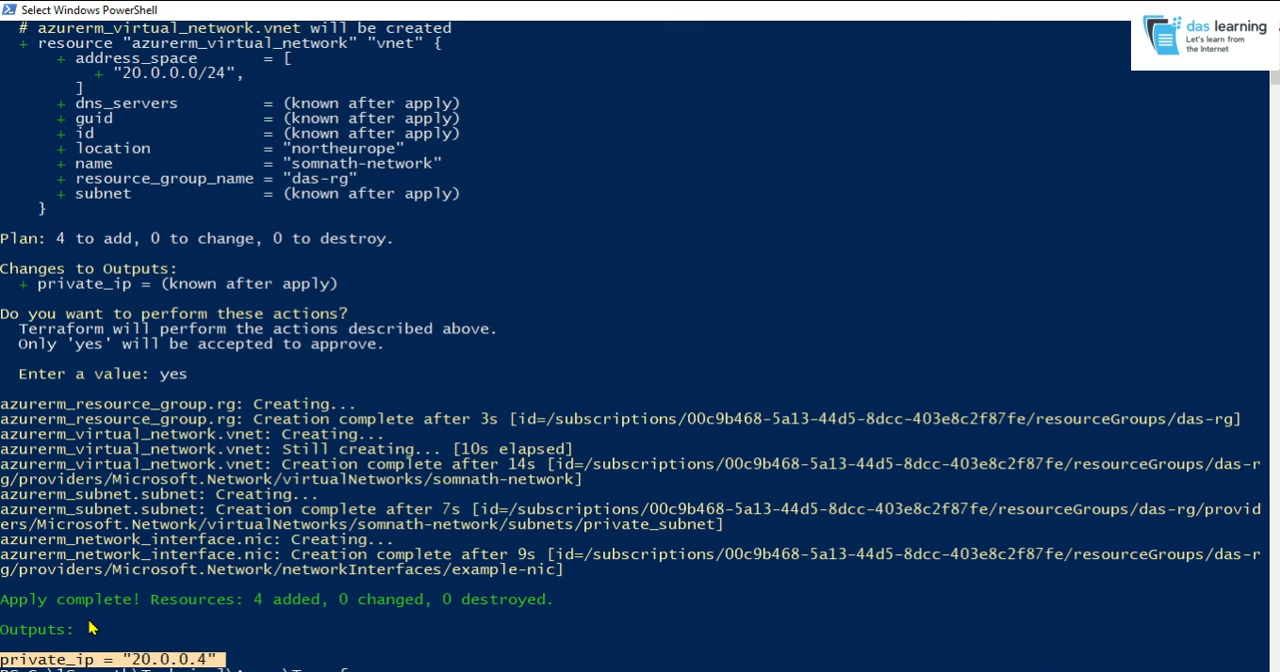 Select Windows PowerShell
das learning
Let's learn from
the Internet
# azurerm_virtual_network.vnet will be created
+ resource "azurerm_virtual_network" "vnet" {
+ address_space = [
+ "20.0.0.0/24",
]
+ dns_servers = (known after apply)
+ guid = (known after apply)
+ id = (known after apply)
+ location = "northeurope"
+ name = "somnath-network"
+ resource_group_name = "das-rg"
+ subnet = (known after apply)
}
Plan: 4 to add, 0 to change, 0 to destroy.
Changes to Outputs:
+ private_ip = (known after apply)
Do you want to perform these actions?
Terraform will perform the actions described above.
Only 'yes' will be accepted to approve.
Enter a value: yes
azurerm_resource_group.rg: Creating...
azurerm_resource_group.rg: Creation complete after 3s [id=/subscriptions/00c9b468-5a13-44d5-8dcc-403e8c2f87fe/resourceGroups/das-rg]
azurerm_virtual_network.vnet: Creating...
azurerm_virtual_network.vnet: Still creating... [10s elapsed]
azurerm_virtual_network.vnet: Creation complete after 14s [id=/subscriptions/00c9b468-5a13-44d5-8dcc-403e8c2f87fe/resourceGroups/das-r
g/providers/Microsoft.Network/virtualNetworks/somnath-network]
azurerm_subnet.subnet: Creating...
azurerm_subnet.subnet: Creation complete after 7s [id=/subscriptions/00c9b468-5a13-44d5-8dcc-403e8c2f87fe/resourceGroups/das-rg/provid
ers/Microsoft.Network/virtualNetworks/somnath-network/subnets/private_subnet]
azurerm_network_interface.nic: Creating...
azurerm_network_interface.nic: Creation complete after 9s [id=/subscriptions/00c9b468-5a13-44d5-8dcc-403e8c2f87fe/resourceGroups/das-r
g/providers/Microsoft.Network/networkInterfaces/example-nic]
Apply complete! Resources: 4 added, 0 changed, 0 destroyed.
Outputs:
private_ip = "20.0.0.4"